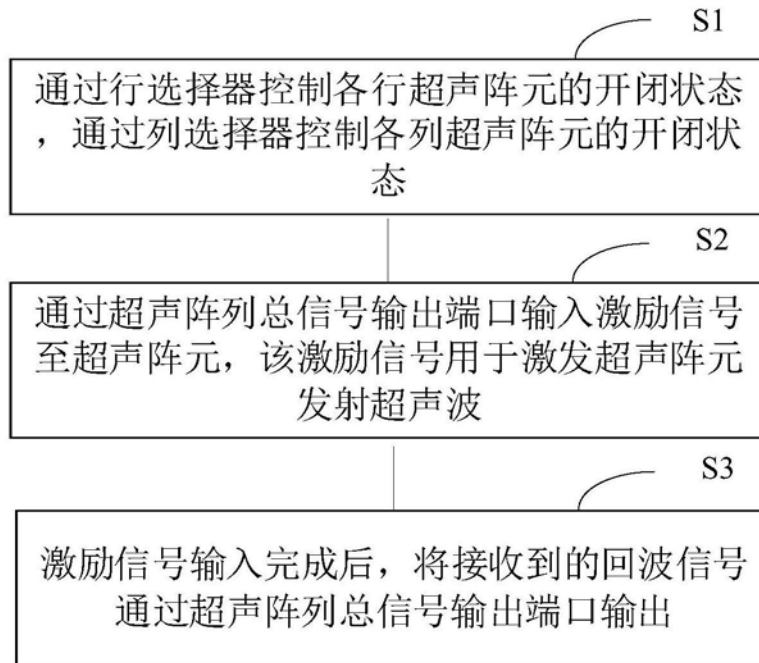 S1
通过行选择器控制各行超声阵元的开闭状态
，通过列选择器控制各列超声阵元的开闭状
态
S2
通过超声阵列总信号输出端口输入激励信号
至超声阵元，该激励信号用于激发超声阵元
发射超声波
S3
激励信号输入完成后，将接收到的回波信号
通过超声阵列总信号输出端口输出